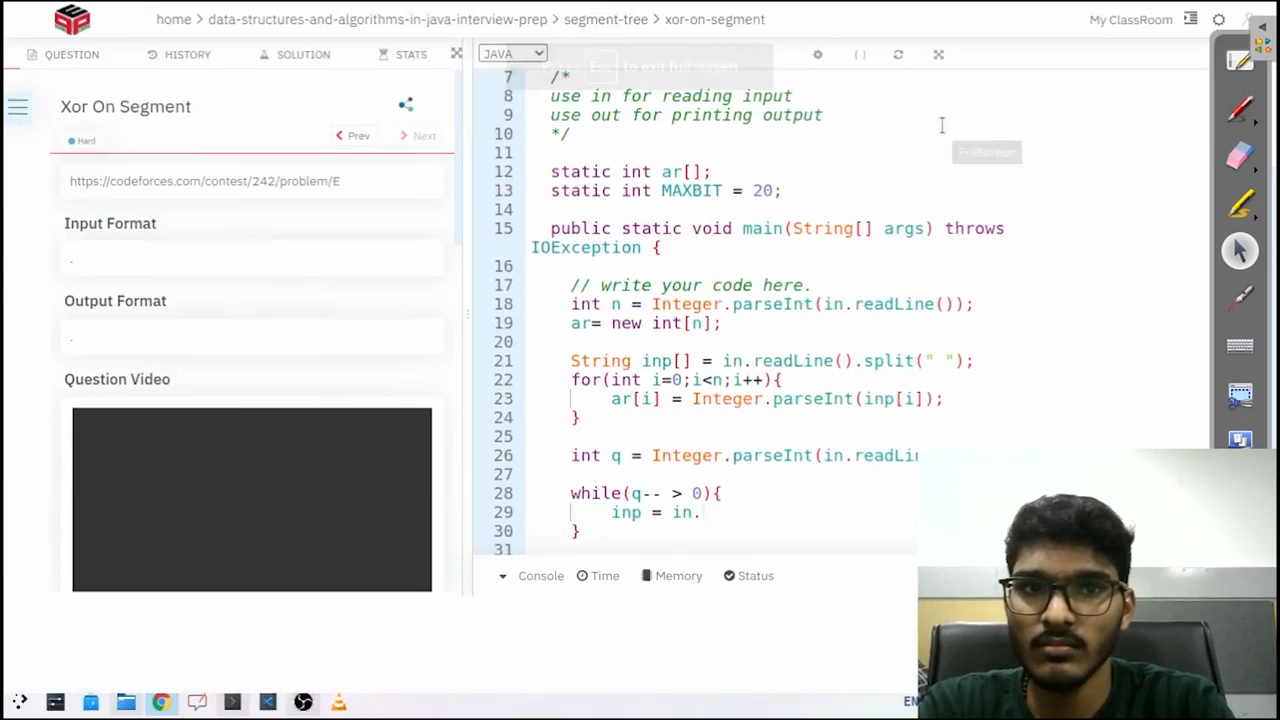 home > data-structures-and-algorithms-in-java-interview-prep > segment-tree > xor-on-segment
My ClassRoom
QUESTION
HISTORY
SOLUTION
STATS
JAVA
to exit full screen
Xor On Segment
Hard
Prev
Next
https://codeforces.com/contest/242/problem/E
Input Format
.
Output Format
.
Question Video
FullScreen
7 /*
8 use in for reading input
9 use out for printing output
10 */
11
12 static int ar[];
13 static int MAXBIT = 20;
14
15 public static void main(String[] args) throws
IOException {
16
17 // write your code here.
18 int n = Integer.parseInt(in.readLine());
19 ar= new int[n];
20
21 String inp[] = in.readLine().split(" ");
22 for(int i=0;i<n;i++){
23 ar[i] = Integer.parseInt(inp[i]);
24 }
25
26 int q = Integer.parseInt(in.readLin
27
28 while(q-- > 0){
29 inp = in.
30 }
31
Console
Time
Memory
Status